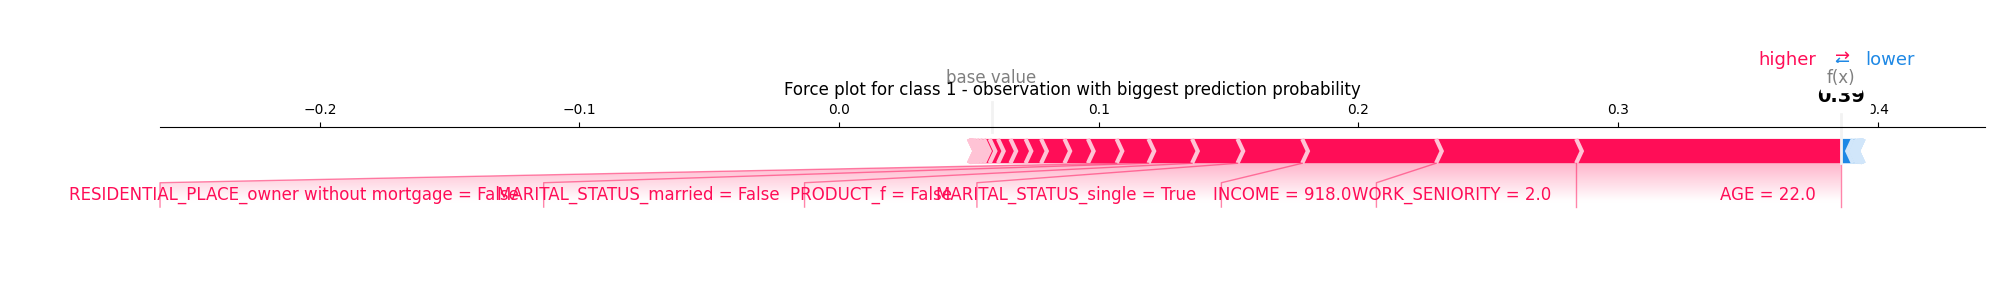 higher ⇄ lower
base value
f(x)
Force plot for class 1 - observation with biggest prediction probability
0.39
−0.2 −0.1 0.0 0.1 0.2 0.3 0.4
RESIDENTIAL_PLACE_owner without mortgage = False MARITAL_STATUS_married = False PRODUCT_f = False MARITAL_STATUS_single = True INCOME = 918.0 WORK_SENIORITY = 2.0 AGE = 22.0